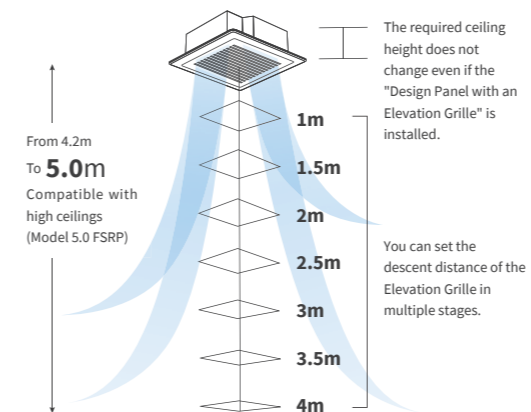 The required ceiling
height does not
change even if the
"Design Panel with an
Elevation Grille" is
installed.
From 4.2m
To 5.0m
Compatible with
high ceilings
(Model 5.0 FSRP)
1m
1.5m
2m
2.5m
3m
3.5m
4m
You can set the
descent distance of the
Elevation Grille in
multiple stages.